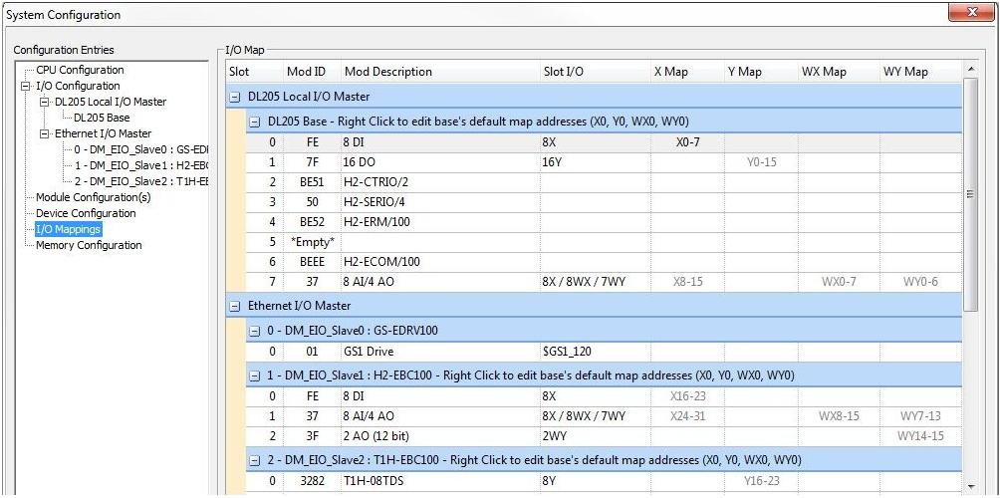 System Configuration
Configuration Entries
CPU Configuration
I/O Configuration
DL205 Local I/O Master
DL205 Base
Ethernet I/O Master
0 - DM_EIO_Slave0 : GS-EDI
1 - DM_EIO_Slave1 : H2-EBC
2 - DM_EIO_Slave2 : T1H-EE
Module Configuration(s)
Device Configuration
I/O Mappings
Memory Configuration
I/O Map
Slot Mod ID Mod Description Slot I/O X Map Y Map WX Map WY Map
DL205 Local I/O Master
DL205 Base - Right Click to edit base's default map addresses (X0, Y0, WX0, WY0)
0 FE 8 DI 8X X0-7
1 7F 16 DO 16Y Y0-15
2 BE51 H2-CTRIO/2
3 50 H2-SERIO/4
4 BE52 H2-ERM/100
5 *Empty*
6 BEEE H2-ECOM/100
7 37 8 AI/4 AO 8X / 8WX / 7WY X8-15 WX0-7 WY0-6
Ethernet I/O Master
0 - DM_EIO_Slave0 : GS-EDRV100
0 01 GS1 Drive $GS1_120
1 - DM_EIO_Slave1 : H2-EBC100 - Right Click to edit base's default map addresses (X0, Y0, WX0, WY0)
0 FE 8 DI 8X X16-23
1 37 8 AI/4 AO 8X / 8WX / 7WY X24-31 WX8-15 WY7-13
2 3F 2 AO (12 bit) 2WY WY14-15
2 - DM_EIO_Slave2 : T1H-EBC100 - Right Click to edit base's default map addresses (X0, Y0, WX0, WY0)
0 3282 T1H-08TDS 8Y Y16-23